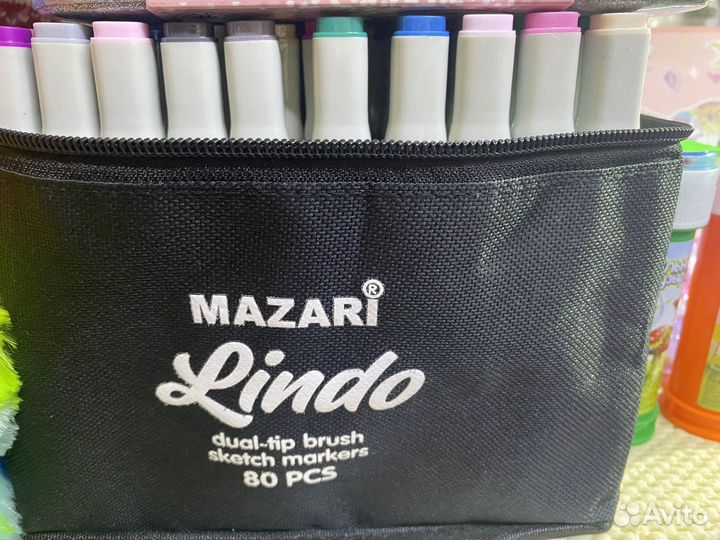 MAZARi®
Lindo
dual-tip brush
sketch markers
80 PCS
Avito